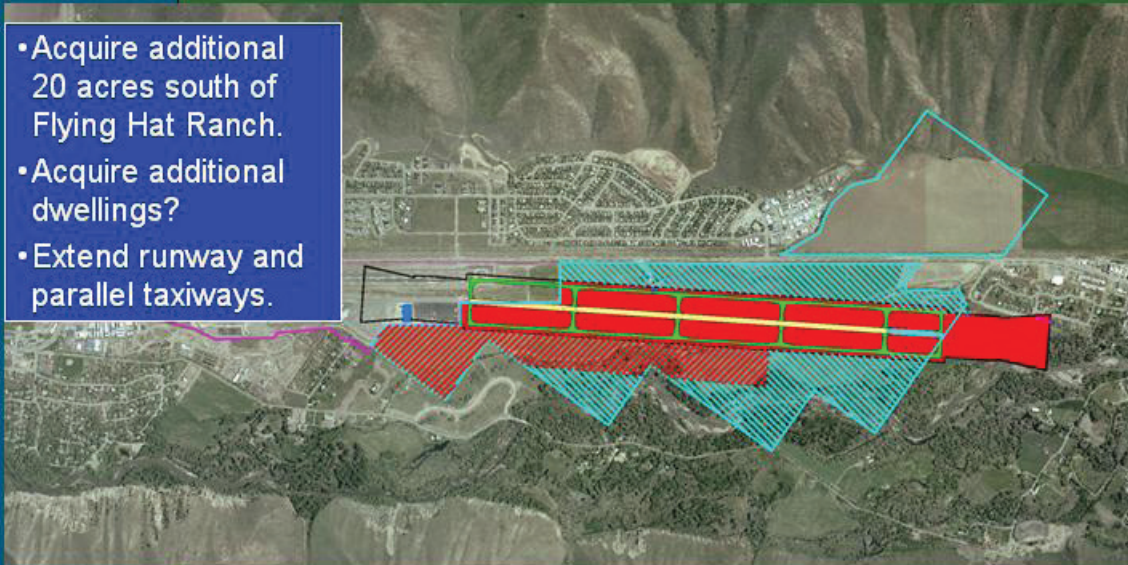 •Acquire additional
20 acres south of
Flying Hat Ranch.
•Acquire additional
dwellings?
•Extend runway and
parallel taxiways.